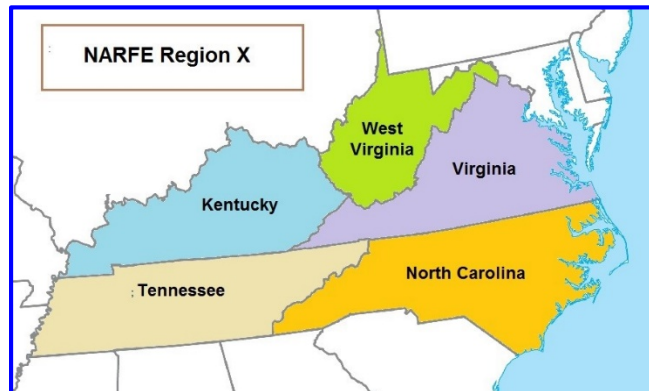 NARFE Region X
West
Virginia
Virginia
Kentucky
North Carolina
Tennessee